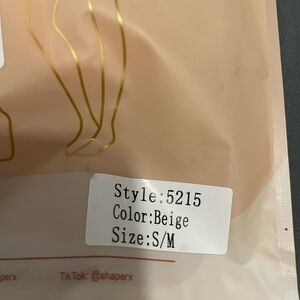 Style:5215
Color:Beige
Size:S/M
TikTok: @shaperx